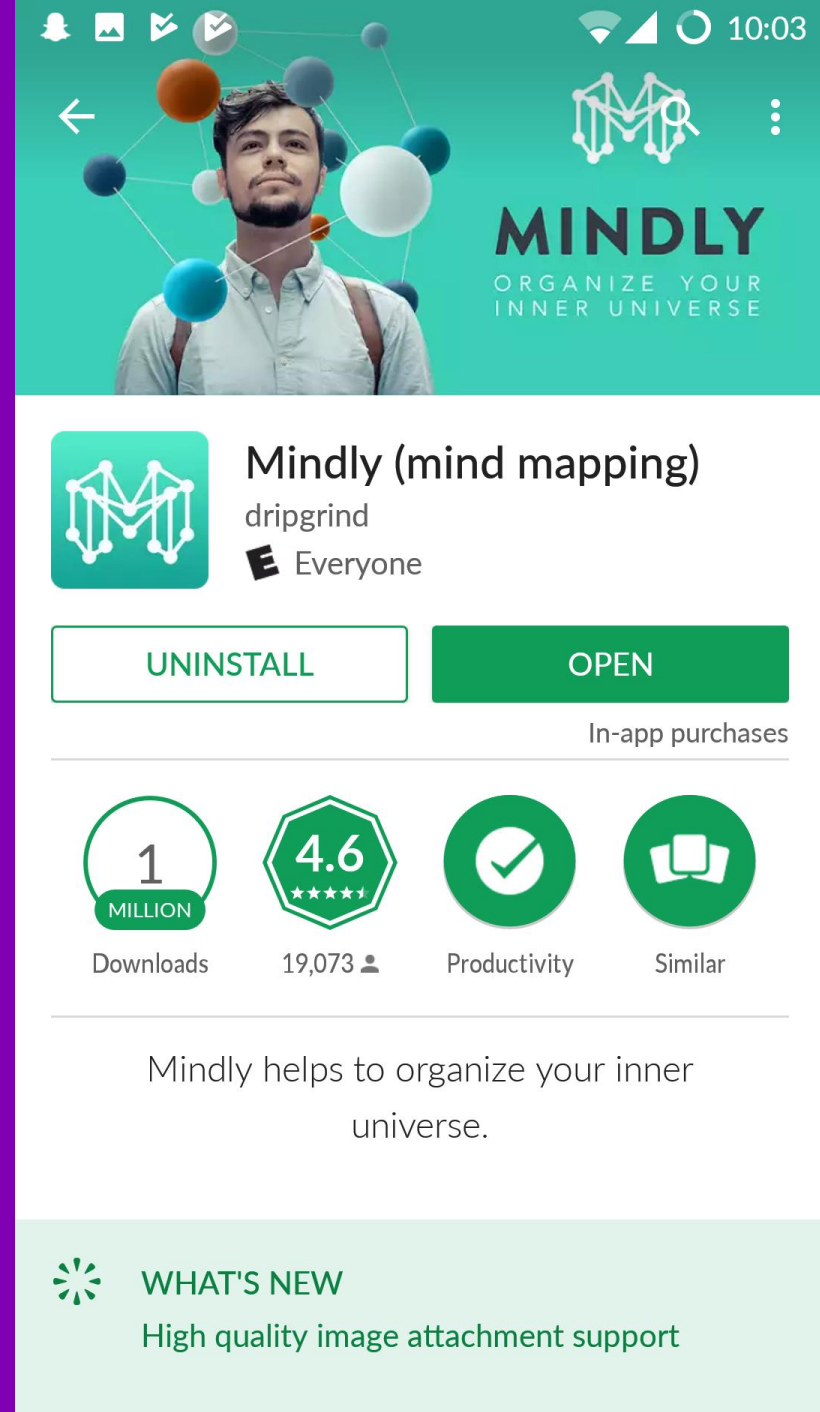 10:03
MINDLY
ORGANIZE YOUR
INNER UNIVERSE
Mindly (mind mapping)
dripgrind
E Everyone
UNINSTALL
OPEN
In-app purchases
1
MILLION
Downloads
4.6
19,073
Productivity
Similar
Mindly helps to organize your inner
universe.
WHAT'S NEW
High quality image attachment support